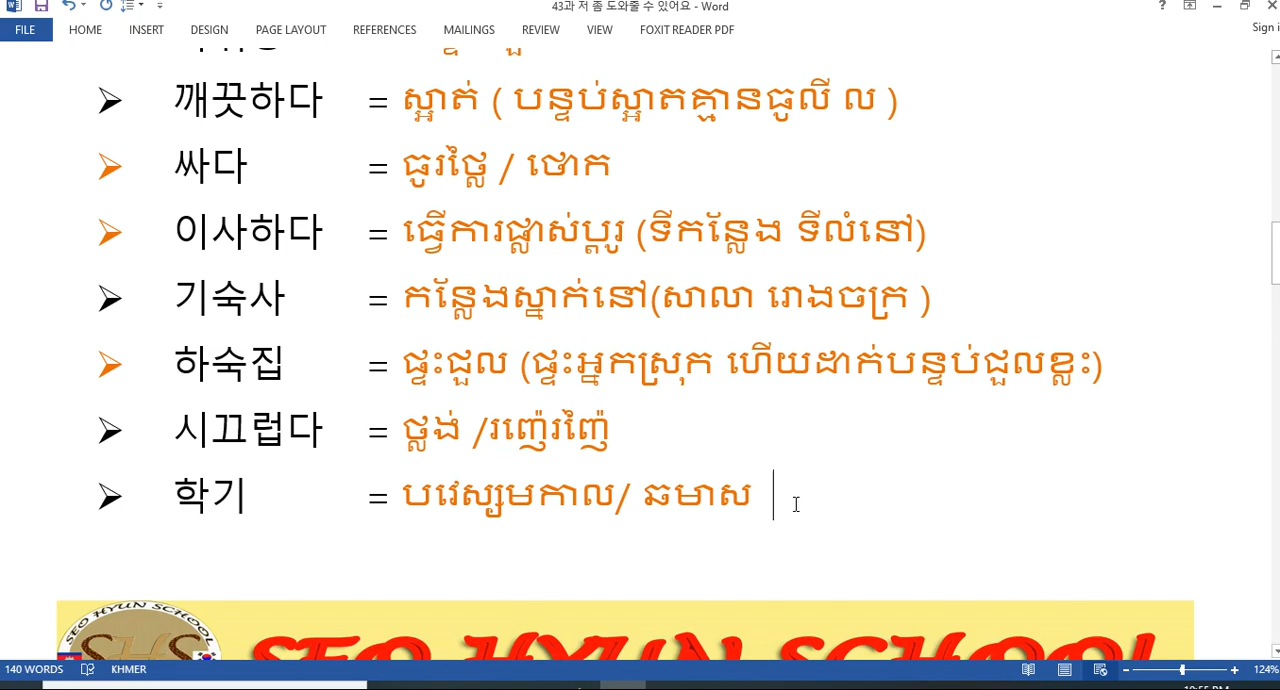 43과 저 좀 도와줄 수 있어요 - Word
FILE HOME INSERT DESIGN PAGE LAYOUT REFERENCES MAILINGS REVIEW VIEW FOXIT READER PDF Sign i
➢ 깨끗하다 = ស្អាត់ ( បន្ទប់ស្អាតគ្មានធូលី ល )
➢ 싸다 = ធូរថ្លៃ / ថោក
➢ 이사하다 = ធ្វើការផ្លាស់ប្តូរ (ទីកន្លែង ទីលំនៅ)
➢ 기숙사 = កន្លែងស្នាក់នៅ(សាលា រោងចក្រ )
➢ 하숙집 = ផ្ទះជួល (ផ្ទះអ្នកស្រុក ហើយដាក់បន្ទប់ជួលខ្លះ)
➢ 시끄럽다 = ថ្លង់ /រញ៉េរញ៉ៃ
➢ 학기 = បវេស្សមកាល/ ឆមាស
SEO HYUN SCHOOL
SEO HYUN SCHOOL
140 WORDS KHMER 124%